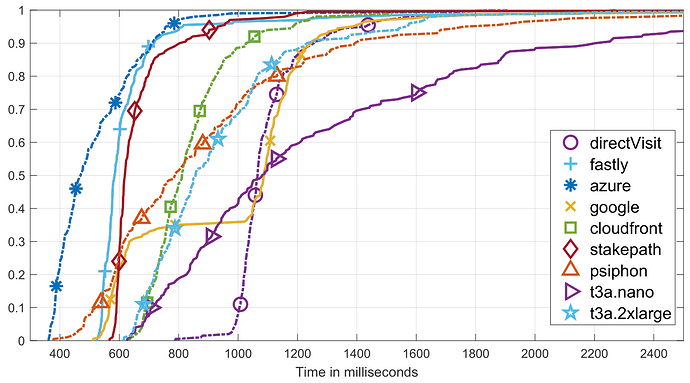 1
0.9
0.8
0.7
0.6
0.5
0.4
0.3
0.2
0.1
0
directVisit
fastly
azure
google
cloudfront
stakepath
psiphon
t3a.nano
t3a.2xlarge
400 600 800 1000 1200 1400 1600 1800 2000 2200 2400
Time in milliseconds